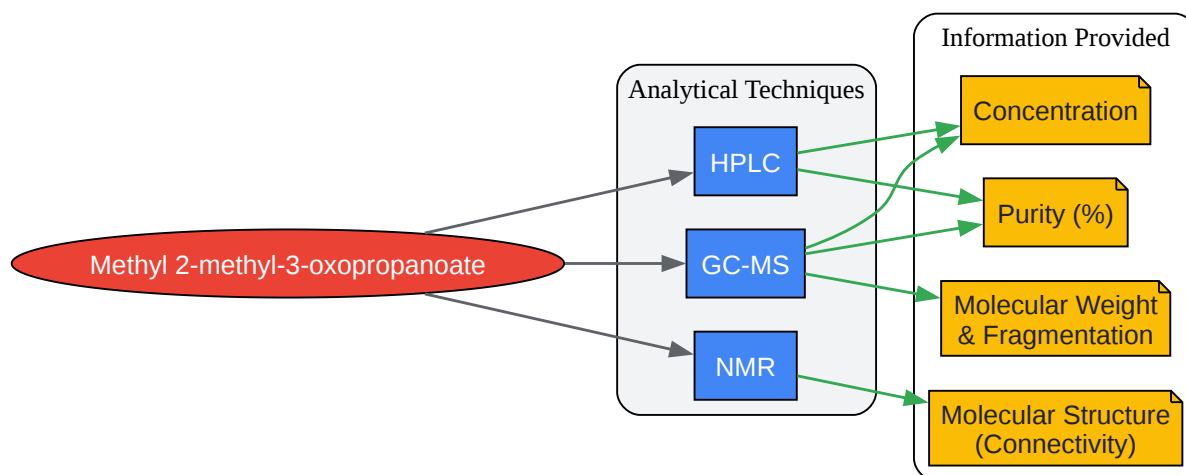 Information Provided
Analytical Techniques
Concentration
HPLC
Purity (%)
Methyl 2-methyl-3-oxopropanoate
GC-MS
Molecular Weight
& Fragmentation
NMR
Molecular Structure
(Connectivity)